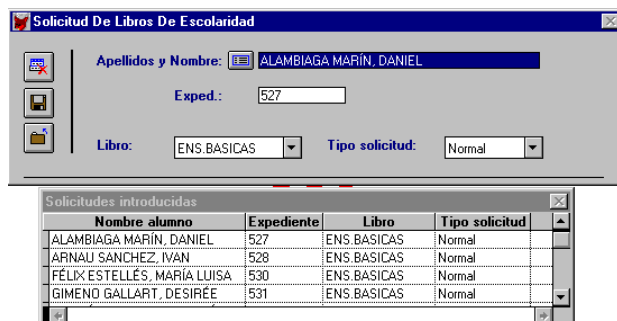 Solicitud De Libros De Escolaridad
Apellidos y Nombre: ALAMBIAGA MARÍN, DANIEL
Exped.: 527
Libro: ENS.BASICAS Tipo solicitud: Normal
Solicitudes introducidas
Nombre alumno Expediente Libro Tipo solicitud
ALAMBIAGA MARÍN, DANIEL 527 ENS.BASICAS Normal
ARNAU SANCHEZ, IVAN 528 ENS.BASICAS Normal
FÉLIX ESTELLÉS, MARÍA LUISA 530 ENS.BASICAS Normal
GIMENO GALLART, DESIRÉE 531 ENS.BASICAS Normal